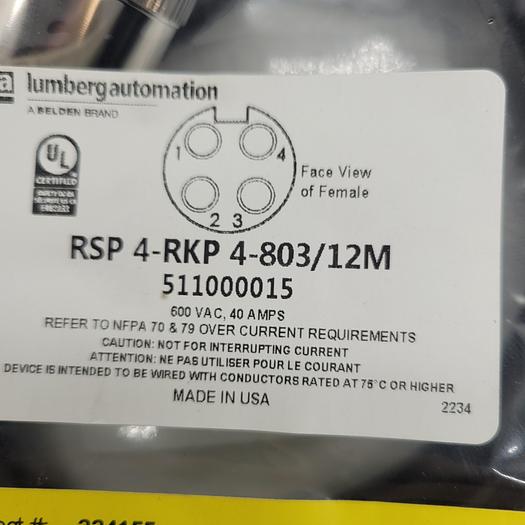 a lumbergautomation
A BELDEN BRAND
UL
CERTIFIED
1
4
2 3
Face View
of Female
RSP 4-RKP 4-803/12M
511000015
600 VAC, 40 AMPS
REFER TO NFPA 70 & 79 OVER CURRENT REQUIREMENTS
CAUTION: NOT FOR INTERRUPTING CURRENT
ATTENTION: NE PAS UTILISER POUR LE COURANT
DEVICE IS INTENDED TO BE WIRED WITH CONDUCTORS RATED AT 75°C OR HIGHER
MADE IN USA
2234